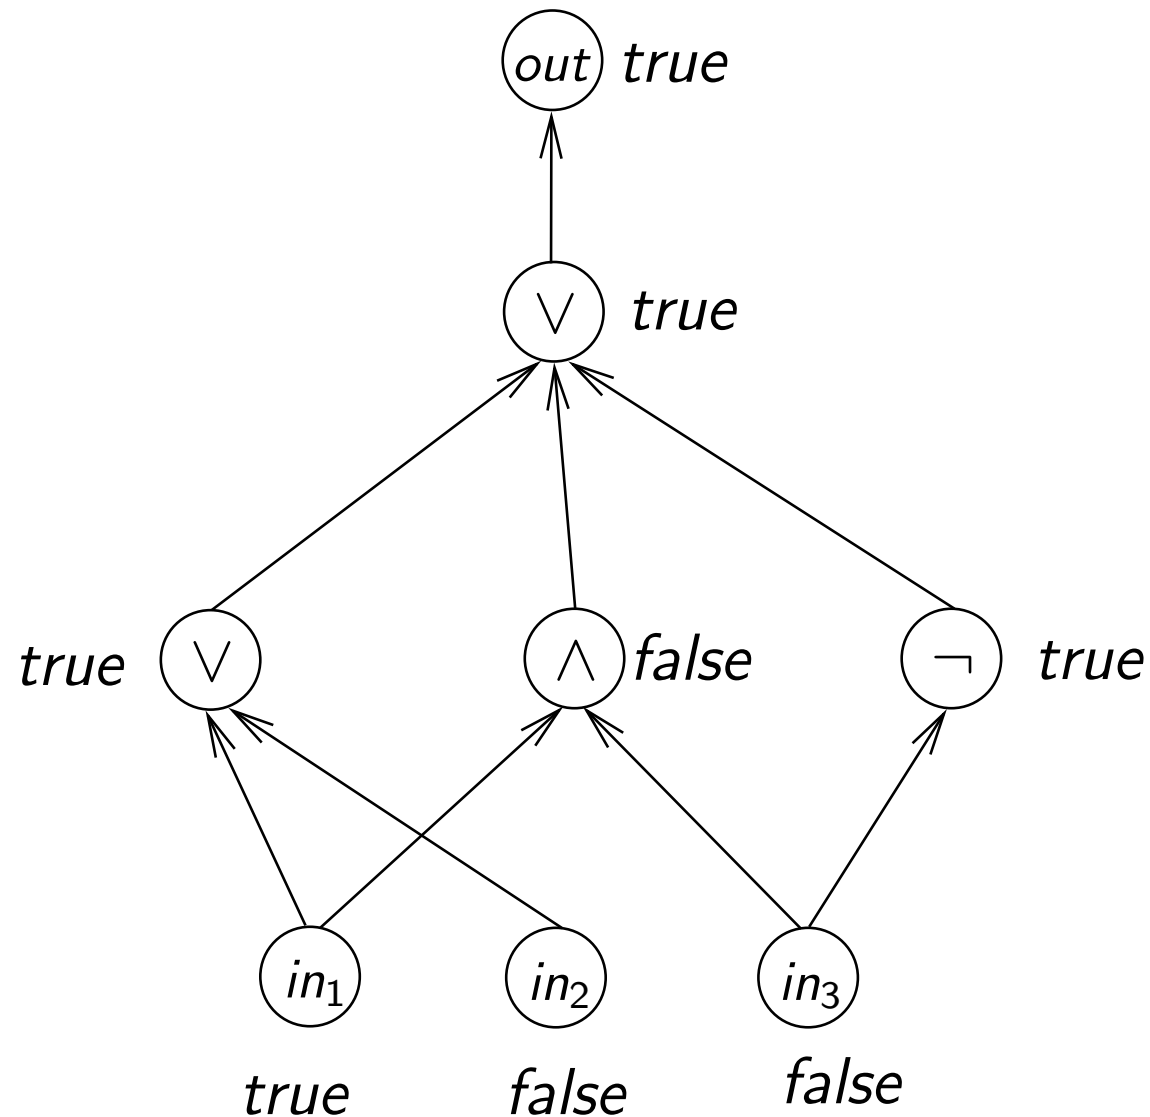 out true
∨ true
true ∨ ∧ false ¬ true
in₁ in₂ in₃
true false false